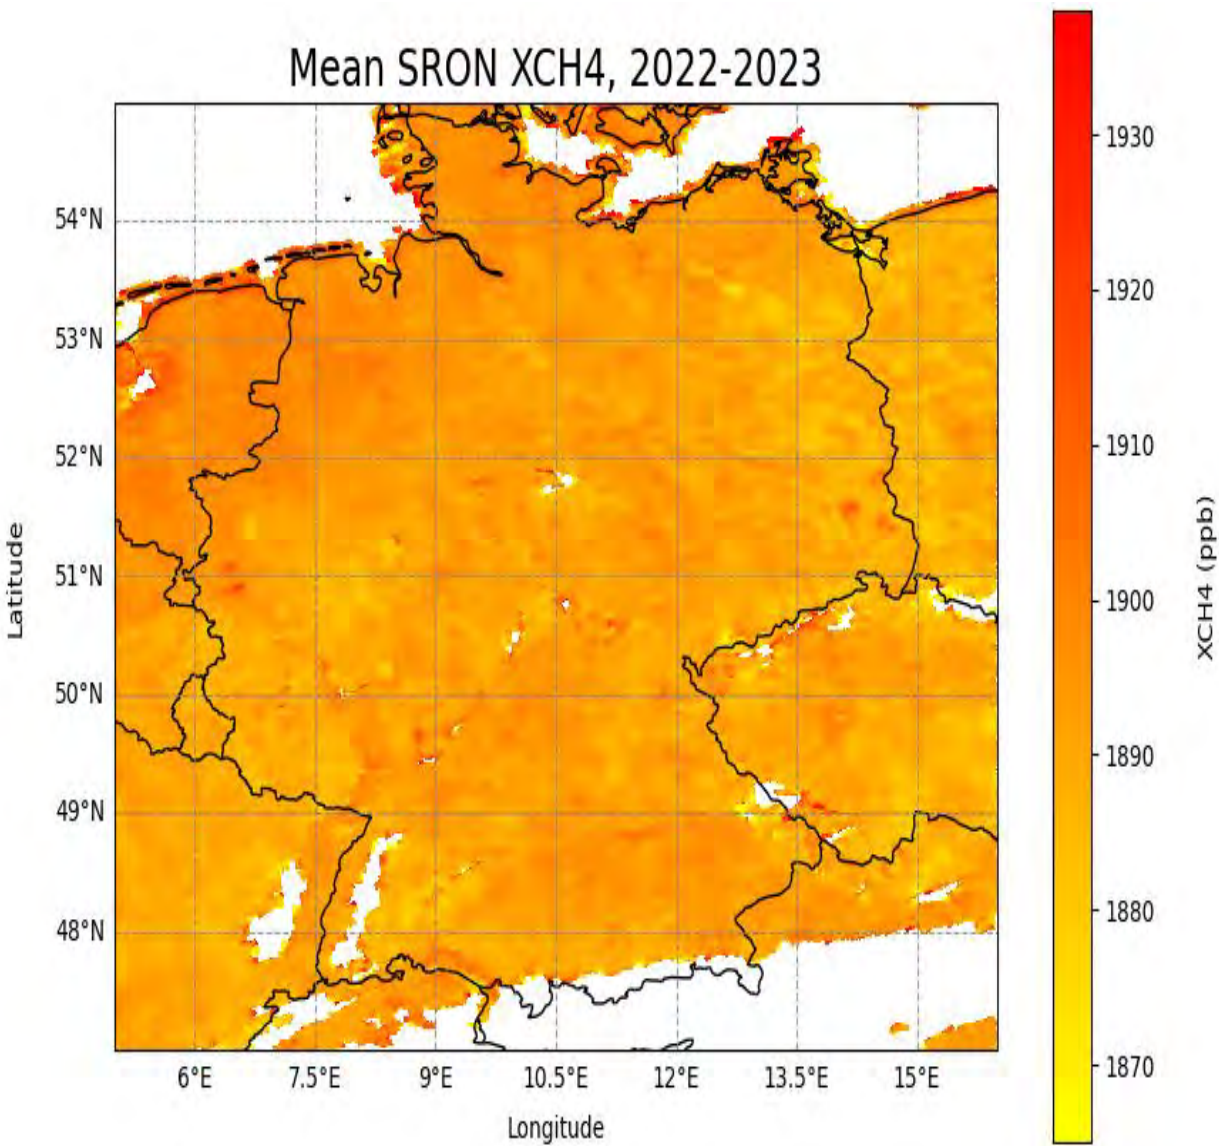 Mean SRON XCH4, 2022-2023
54°N
53°N
52°N
51°N
50°N
49°N
48°N
Latitude
6°E 7.5°E 9°E 10.5°E 12°E 13.5°E 15°E
Longitude
1930
1920
1910
1900
1890
1880
1870
XCH4 (ppb)